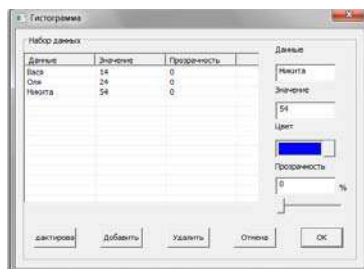 Гистограмма
Набор данных
Данные Значение Прозрачность
Вася 14 0
Оля 24 0
Никита 54 0
Данные
Никита
Значение
54
Цвет
Прозрачность
0 %
дактирова Добавить Удалить Отмена OK